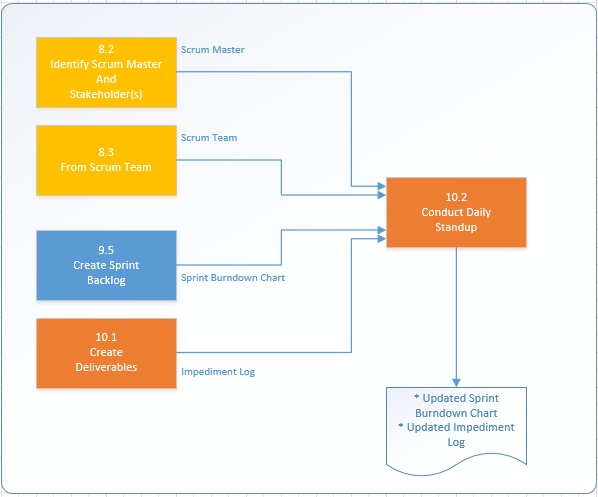 8.2
Identify Scrum Master
And
Stakeholder(s)
Scrum Master
8.3
From Scrum Team
Scrum Team
9.5
Create Sprint
Backlog
Sprint Burndown Chart
10.1
Create
Deliverables
Impediment Log
10.2
Conduct Daily
Standup
* Updated Sprint
Burndown Chart
* Updated Impediment
Log